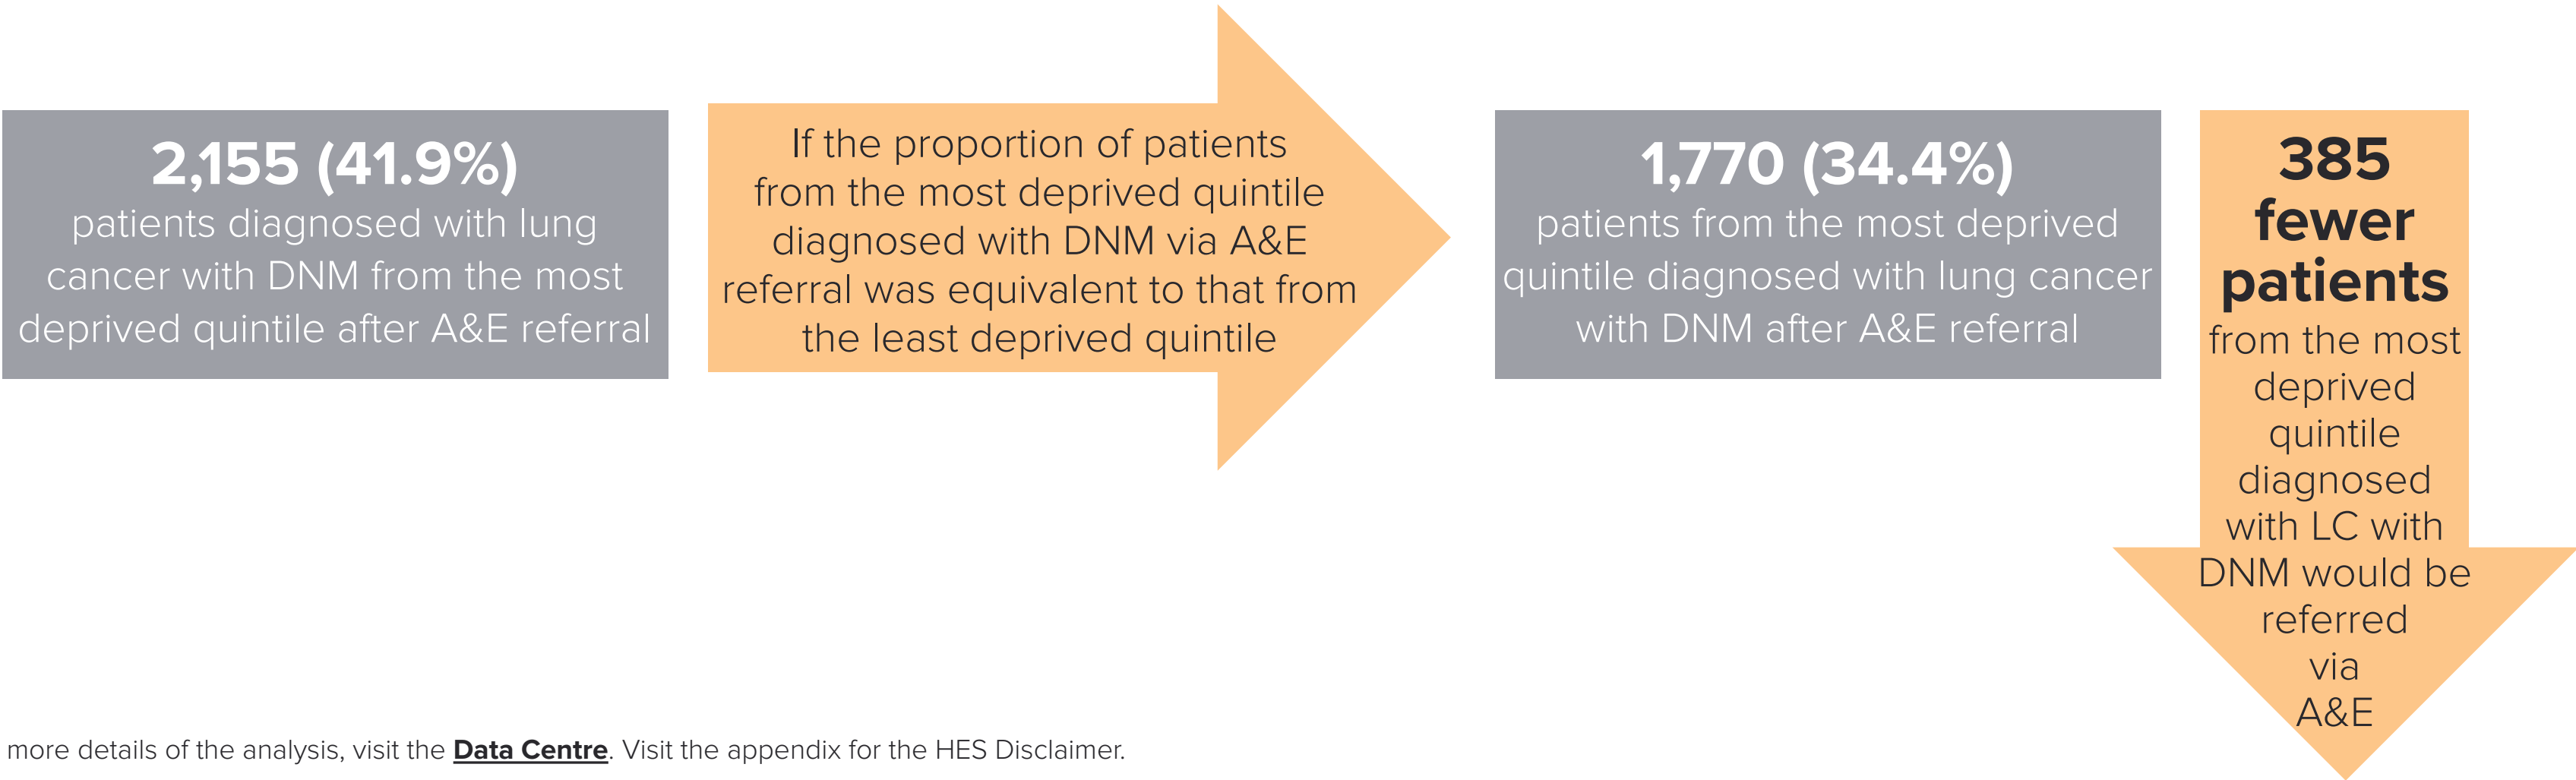 2,155 (41.9%)
patients diagnosed with lung
cancer with DNM from the most
deprived quintile after A&E referral
If the proportion of patients
from the most deprived quintile
diagnosed with DNM via A&E
referral was equivalent to that from
the least deprived quintile
1,770 (34.4%)
patients from the most deprived
quintile diagnosed with lung cancer
with DNM after A&E referral
385
fewer
patients
from the most
deprived
quintile
diagnosed
with LC with
DNM would be
referred
via
A&E
more details of the analysis, visit the Data Centre. Visit the appendix for the HES Disclaimer.